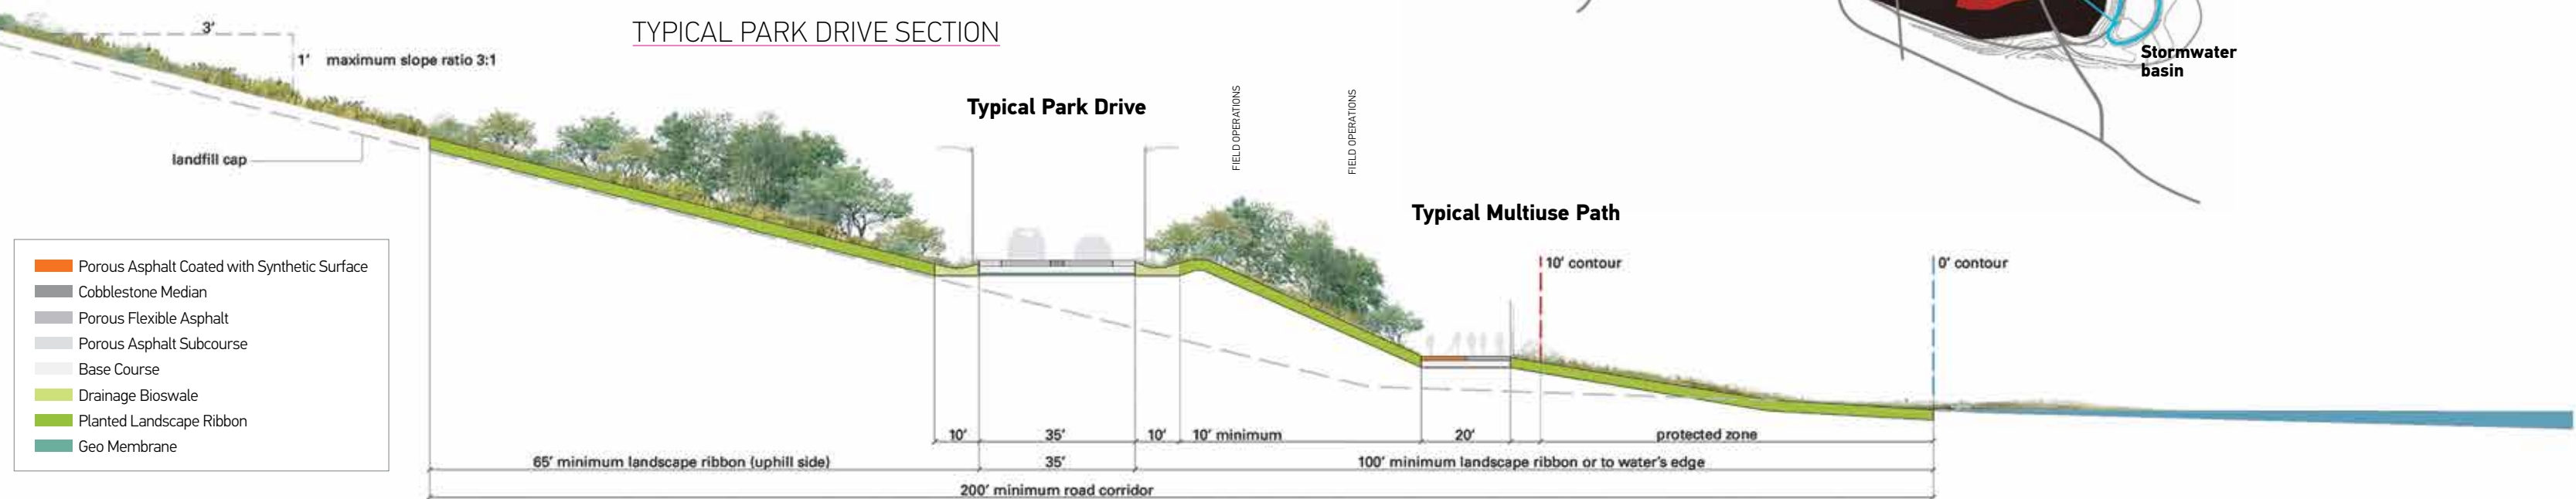 TYPICAL PARK DRIVE SECTION
3'
1' maximum slope ratio 3:1
Stormwater
basin
Typical Park Drive
FIELD OPERATIONS
FIELD OPERATIONS
landfill cap
Typical Multiuse Path
10' contour
0' contour
Porous Asphalt Coated with Synthetic Surface
Cobblestone Median
Porous Flexible Asphalt
Porous Asphalt Subcourse
Base Course
Drainage Bioswale
Planted Landscape Ribbon
Geo Membrane
10' 35' 10' 10' minimum 20' protected zone
65' minimum landscape ribbon (uphill side) 35' 100' minimum landscape ribbon or to water's edge
200' minimum road corridor